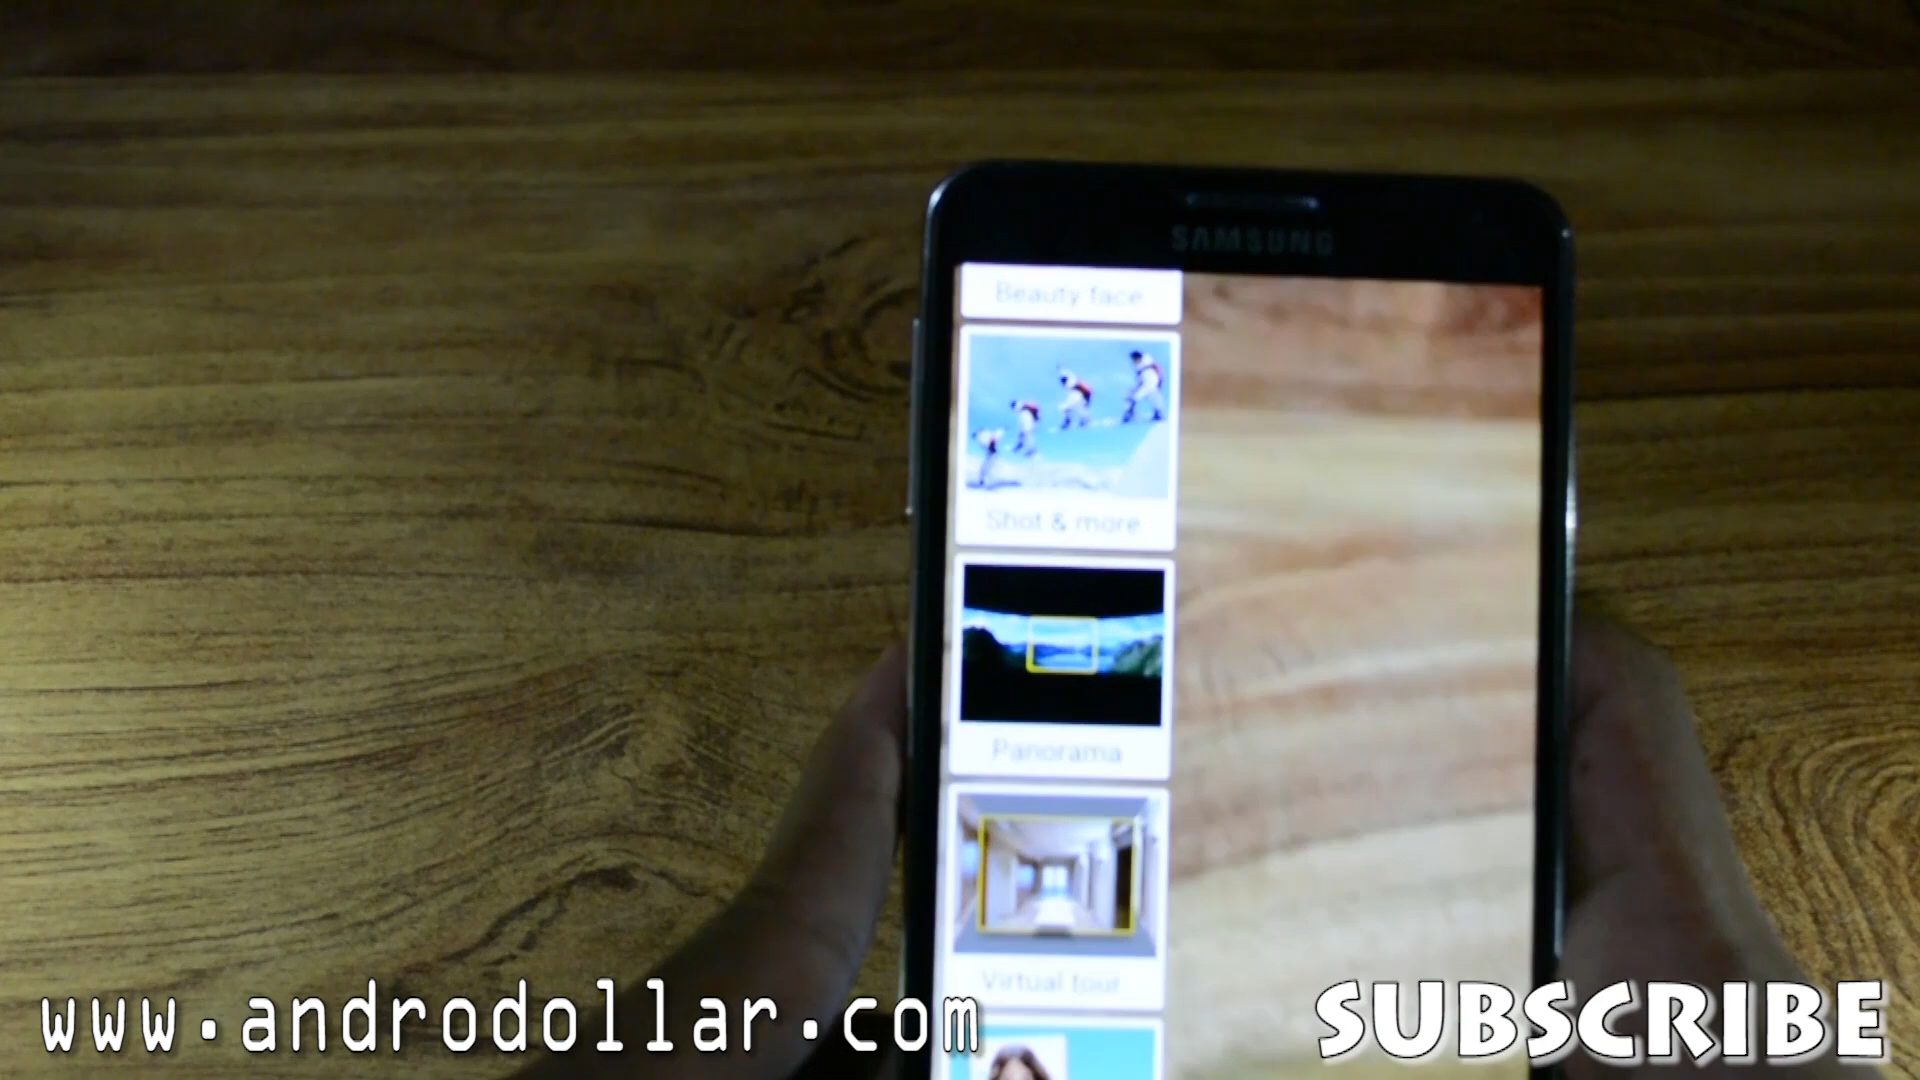 SAMSUNG
Beauty face
Shot & more
Panorama
Virtual tour
www.androdollar.com
SUBSCRIBE